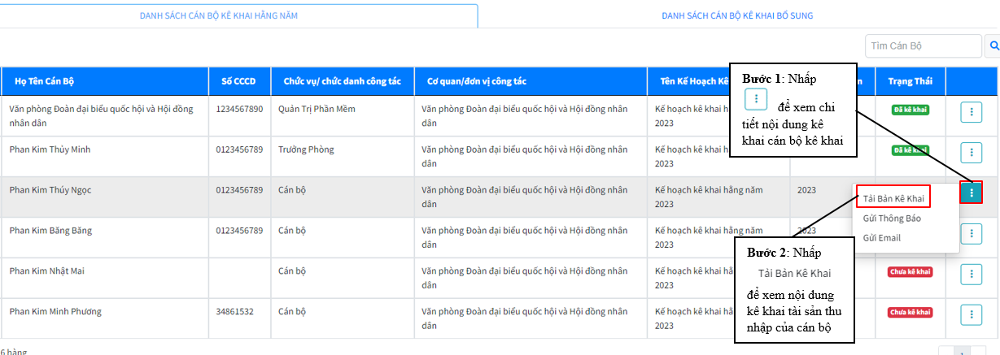 DANH SÁCH CÁN BỘ KÊ KHAI HẰNG NĂM
DANH SÁCH CÁN BỘ KÊ KHAI BỔ SUNG
Tìm Cán Bộ
Họ Tên Cán Bộ
Số CCCD
Chức vụ/ chức danh công tác
Cơ quan/đơn vị công tác
Tên Kế Hoạch Kê
Trạng Thái
Văn phòng Đoàn đại biểu quốc hội và Hội đồng
nhân dân
1234567890
Quản Trị Phần Mềm
Văn phòng Đoàn đại biểu quốc hội và Hội đồng nhân
dân
Kế hoạch kê khai
2023
Đã kê khai
Phan Kim Thúy Minh
0123456789
Trưởng Phòng
Văn phòng Đoàn đại biểu quốc hội và Hội đồng nhân
dân
Kế hoạch kê khai
2023
Đã kê khai
Phan Kim Thúy Ngọc
0123456789
Cán bộ
Văn phòng Đoàn đại biểu quốc hội và Hội đồng nhân
dân
Kế hoạch kê khai hằng năm
2023
2023
Phan Kim Băng Băng
0123456789
Cán bộ
Văn phòng Đoàn đại biểu quốc hội và Hội đồng nhân
dân
Kế hoạch kê khai hằng năm
2023
2023
Phan Kim Nhật Mai
Cán bộ
Văn phòng Đoàn đại biểu quốc hội và Hội đồng nhân
dân
Kế hoạch kê khai
2023
Chưa kê khai
Phan Kim Minh Phương
34861532
Cán bộ
Văn phòng Đoàn đại biểu quốc hội và Hội đồng nhân
dân
Kế hoạch kê khai
2023
Chưa kê khai
Bước 1: Nhấp
để xem chi
tiết nội dung kê
khai cán bộ kê khai
Tải Bản Kê Khai
Gửi Thông Báo
Gửi Email
Bước 2: Nhấp
Tải Bản Kê Khai
để xem nội dung
kê khai tài sản thu
nhập của cán bộ
6 hàng